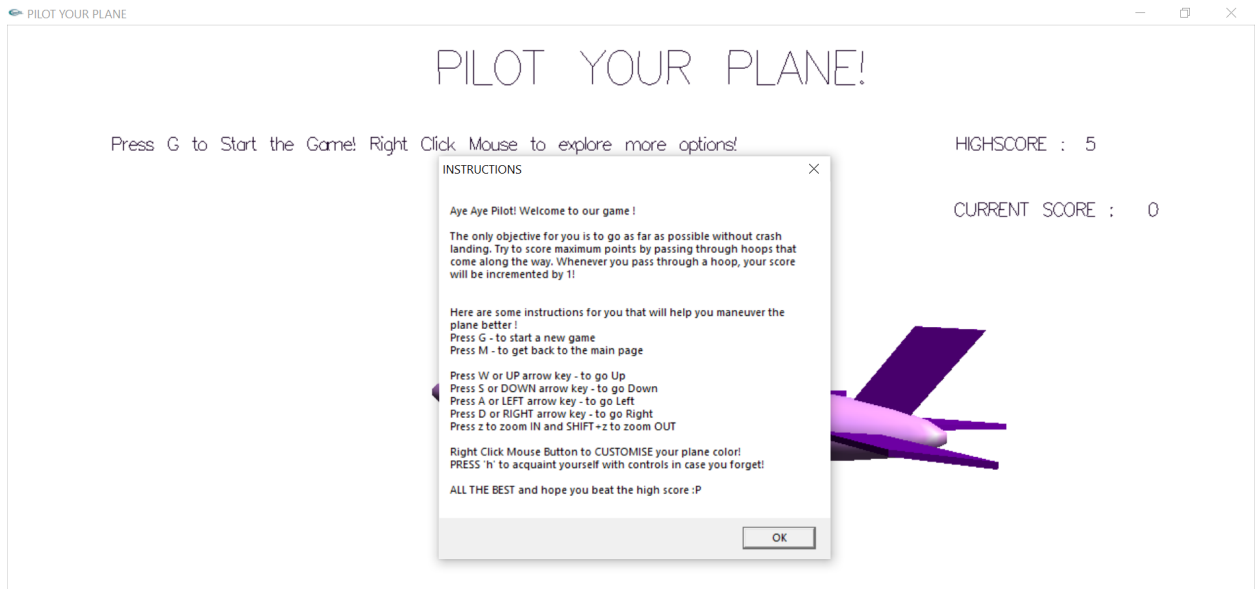 PILOT YOUR PLANE
PILOT YOUR PLANE!
Press G to Start the Game! Right Click Mouse to explore more options!
HIGHSCORE : 5
CURRENT SCORE : 0
INSTRUCTIONS
Aye Aye Pilot! Welcome to our game !
The only objective for you is to go as far as possible without crash
landing. Try to score maximum points by passing through hoops that
come along the way. Whenever you pass through a hoop, your score
will be incremented by 1!
Here are some instructions for you that will help you maneuver the
plane better !
Press G - to start a new game
Press M - to get back to the main page
Press W or UP arrow key - to go Up
Press S or DOWN arrow key - to go Down
Press A or LEFT arrow key - to go Left
Press D or RIGHT arrow key - to go Right
Press z to zoom IN and SHIFT+z to zoom OUT
Right Click Mouse Button to CUSTOMISE your plane color!
PRESS 'h' to acquaint yourself with controls in case you forget!
ALL THE BEST and hope you beat the high score :P
OK